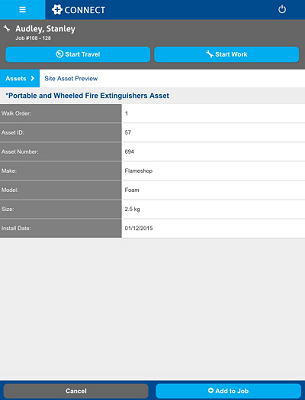 CONNECT
Audley, Stanley
Job #108 - 128
Start Travel
Start Work
Assets
Site Asset Preview
*Portable and Wheeled Fire Extinguishers Asset
Walk Order: 1
Asset ID: 57
Asset Number: 694
Make: Flameshop
Model: Foam
Size: 2.5 kg
Install Date: 01/12/2015
Cancel
Add to Job